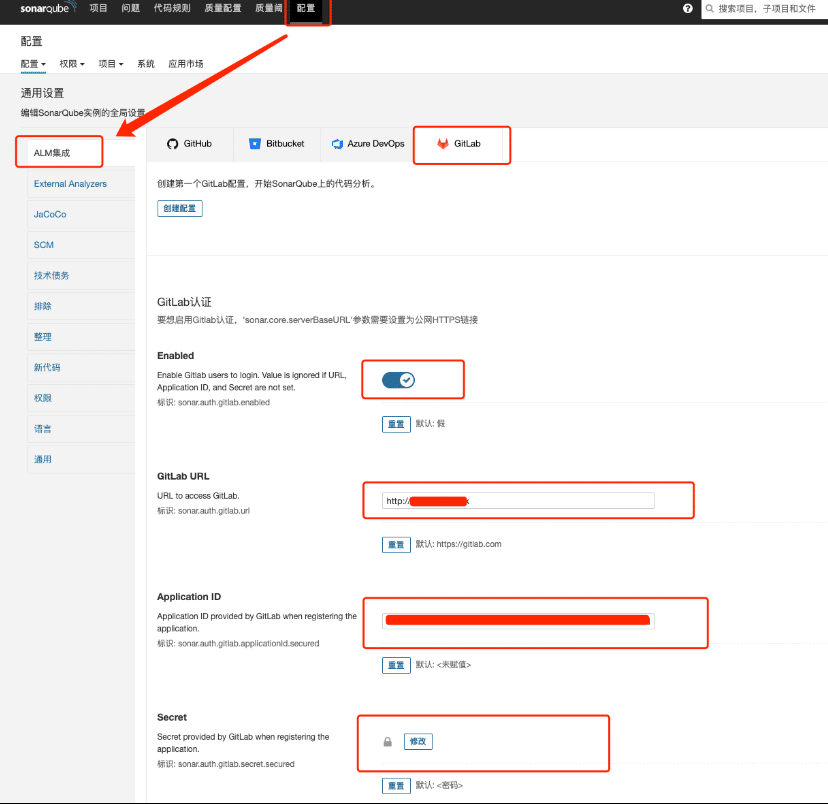 sonarqube 项目 问题 代码规则 质量配置 质量阈 配置 ? 搜索项目, 子项目和文件
配置
配置 权限 项目 系统 应用市场
通用设置
编辑SonarQube实例的全局设置
ALM集成
External Analyzers
JaCoCo
SCM
技术债务
排除
整理
新代码
权限
语言
通用
GitHub Bitbucket Azure DevOps GitLab
创建第一个GitLab配置，开始SonarQube上的代码分析。
创建配置
GitLab认证
要想启用Gitlab认证，'sonar.core.serverBaseURL'参数需要设置为公网HTTPS链接
Enabled
Enable Gitlab users to login. Value is ignored if URL,
Application ID, and Secret are not set.
标识: sonar.auth.gitlab.enabled
重置 默认: 假
GitLab URL
URL to access GitLab.
标识: sonar.auth.gitlab.url
http://
重置 默认: https://gitlab.com
Application ID
Application ID provided by GitLab when registering the
application.
标识: sonar.auth.gitlab.applicationId.secured
重置 默认: <未赋值>
Secret
Secret provided by GitLab when registering the
application.
标识: sonar.auth.gitlab.secret.secured
修改
重置 默认: <密码>